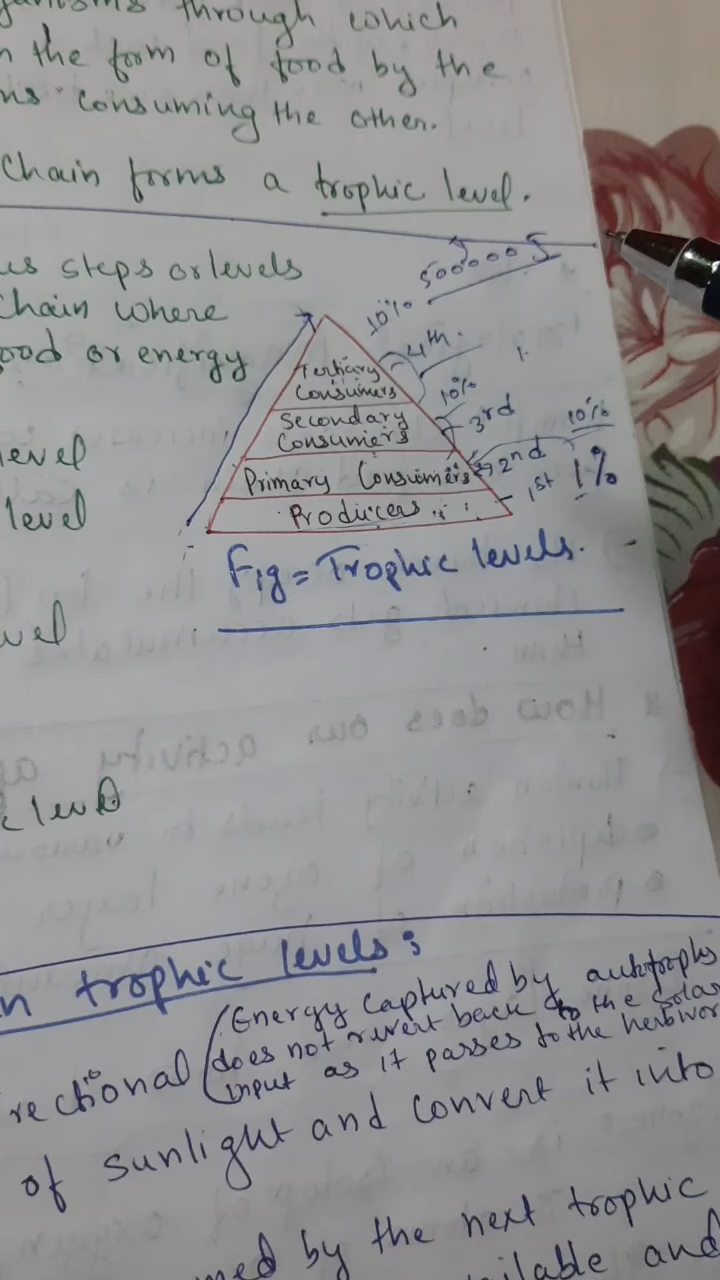 through which
the form of food by the
consuming the other.
Chain forms a trophic level.
steps or levels
chain where
or energy
500000 J
10%
4th.
1.
Tertiary
Consumers
10%
3rd
Secondary
Consumers
10%
2nd
Primary Consumers
1st
1%
Producers
Fig = Trophic levels.
level
level
trophic levels:
(Energy captured by autotrophs
does not revert back to the solar
input as it passes to the
of sunlight and convert it into
by the next trophic
and